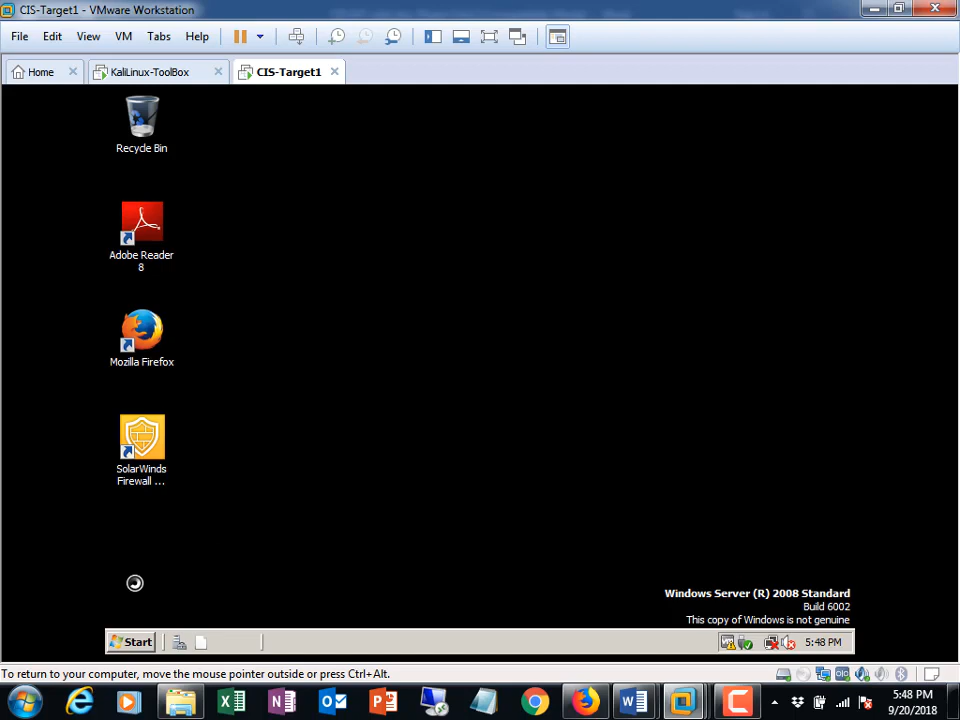 CIS-Target1 - VMware Workstation
File Edit View VM Tabs Help
Home KaliLinux-ToolBox CIS-Target1
Recycle Bin
Adobe Reader
8
Mozilla Firefox
SolarWinds
Firewall ...
Windows Server (R) 2008 Standard
Build 6002
This copy of Windows is not genuine
Start 5:48 PM
To return to your computer, move the mouse pointer outside or press Ctrl+Alt.
5:48 PM
9/20/2018